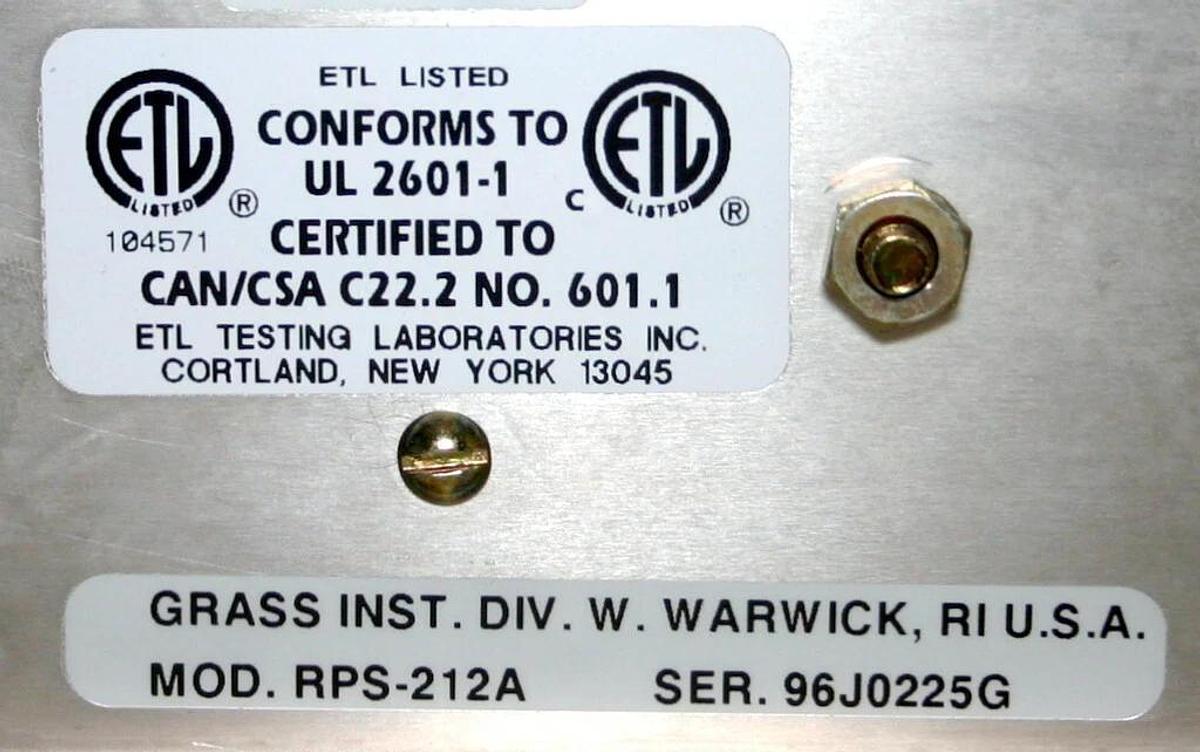 ETL LISTED
CONFORMS TO
UL 2601-1
ETL
LISTED ®
104571
C ETL
LISTED ®
CERTIFIED TO
CAN/CSA C22.2 NO. 601.1
ETL TESTING LABORATORIES INC.
CORTLAND, NEW YORK 13045
GRASS INST. DIV. W. WARWICK, RI U.S.A.
MOD. RPS-212A SER. 96J0225G